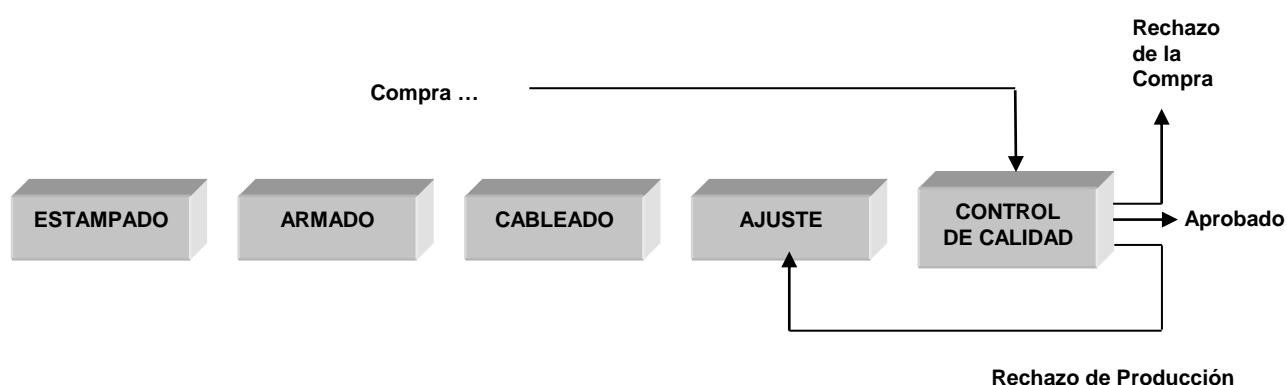 Rechazo
de la
Compra
Compra …
ESTAMPADO
ARMADO
CABLEADO
AJUSTE
CONTROL
DE CALIDAD
Aprobado
Rechazo de Producción